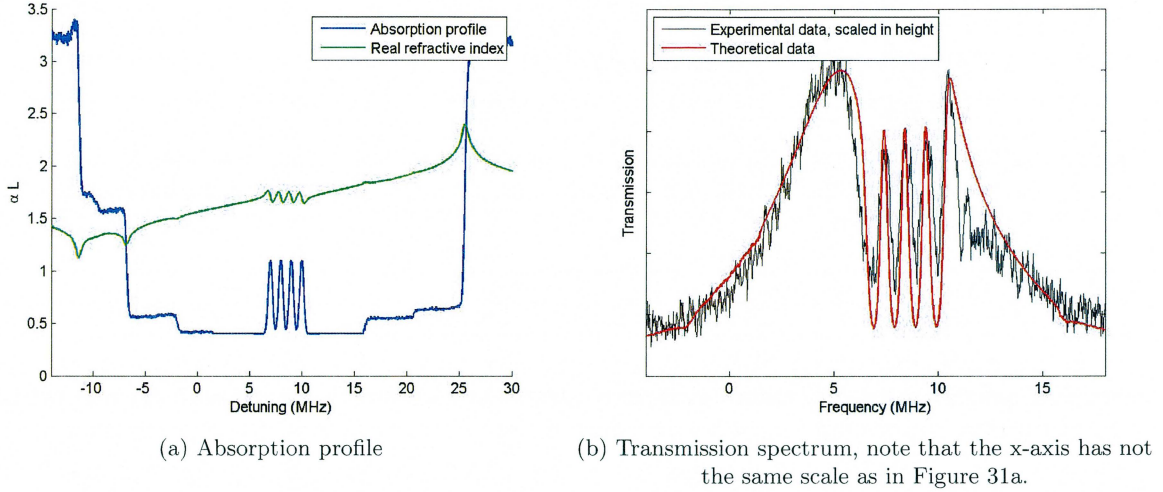 3.5
3
2.5
2
1.5
1
0.5
0
α L
Absorption profile
Real refractive index
-10
-5
0
5
10
15
20
25
30
Detuning (MHz)
(a) Absorption profile
Experimental data, scaled in height
Theoretical data
Transmission
0
5
10
15
Frequency (MHz)
(b) Transmission spectrum, note that the x-axis has not
the same scale as in Figure 31a.